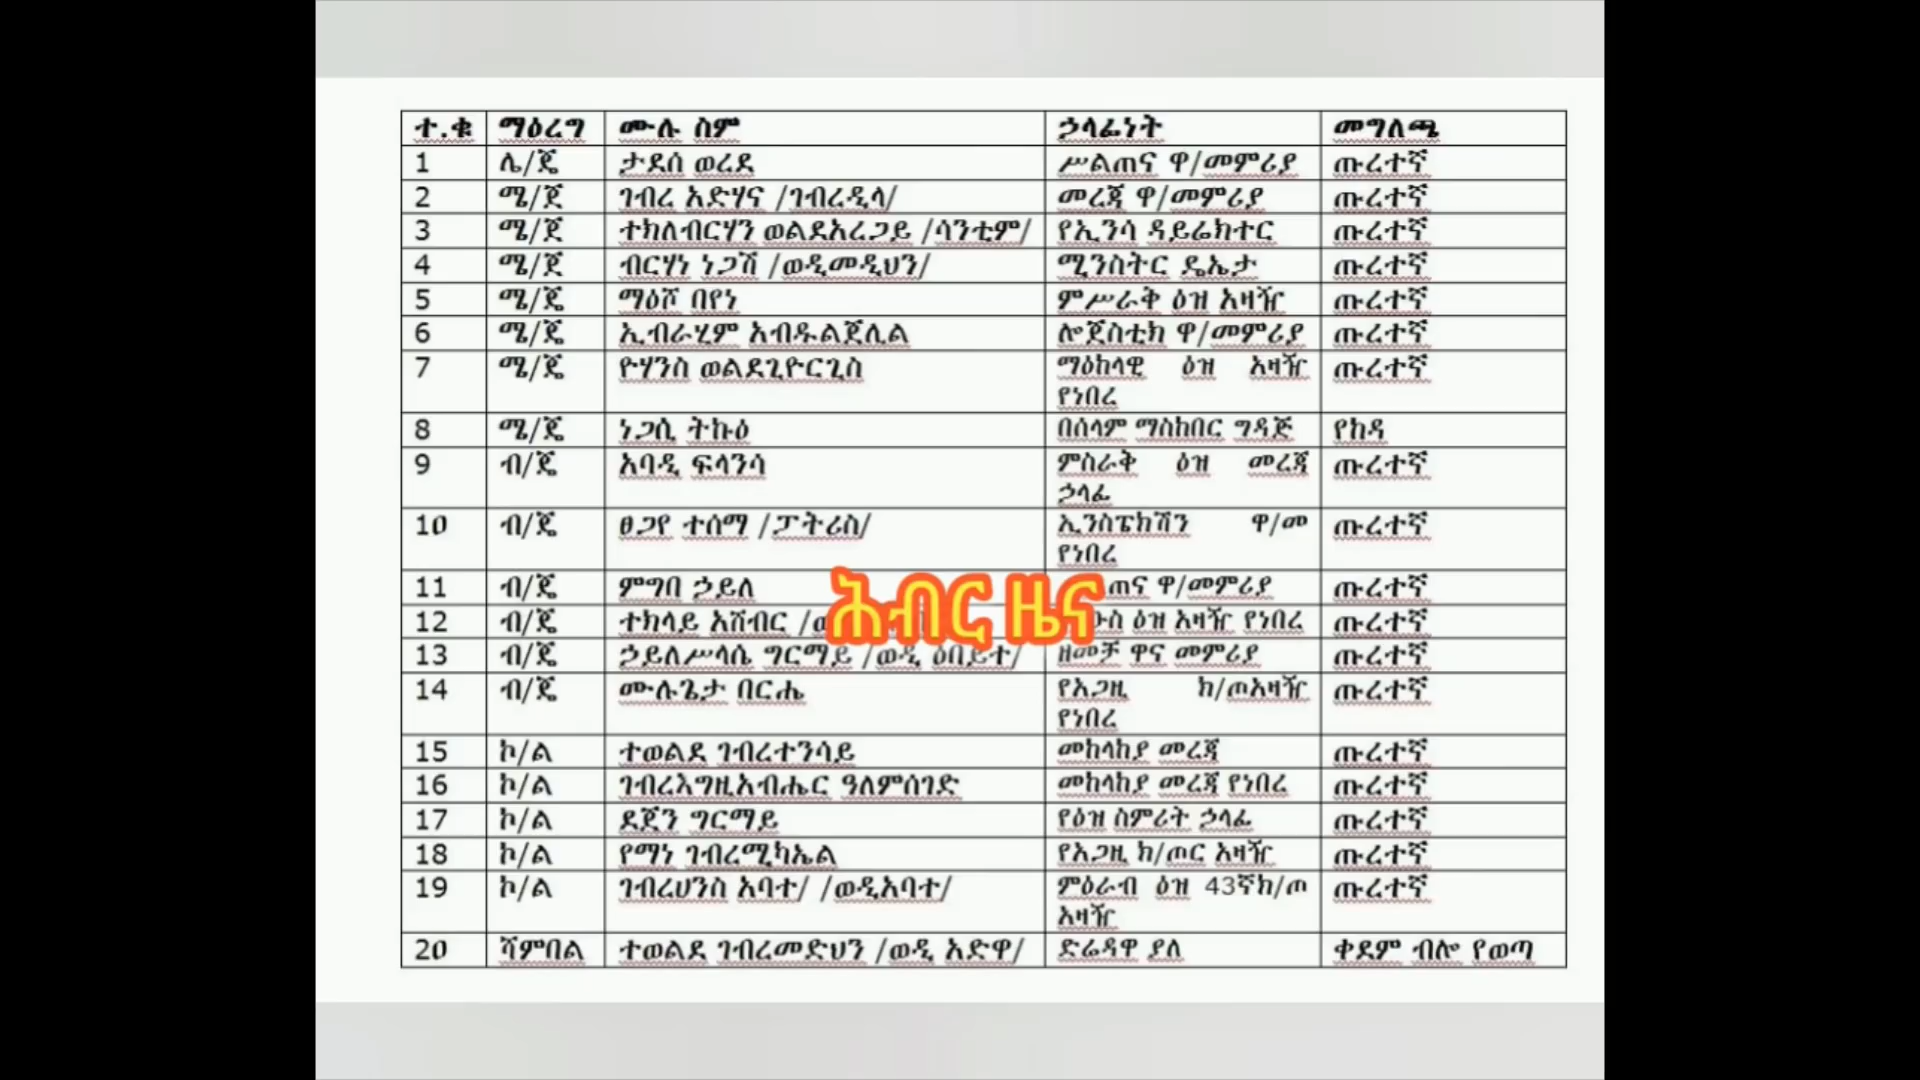 ተ.ቁ ማዕረግ ሙሉ ስም ኃላፊነት መግለጫ
1 ሌ/ጄ ታደሰ ወረደ ሥልጠና ዋ/መምሪያ ጡረተኛ
2 ሜ/ጀ ገብረ አድሃና /ገብረዲላ/ መረጃ ዋ/መምሪያ ጡረተኛ
3 ሜ/ጀ ተክለብርሃን ወልደአረጋይ /ሳንቲም/ የኢንሳ ዳይሬክተር ጡረተኛ
4 ሜ/ጀ ብርሃነ ነጋሽ /ወዲመዲህን/ ሚንስትር ዴኤታ ጡረተኛ
5 ሜ/ጄ ማዕሾ በየነ ምሥራቅ ዕዝ አዛዥ ጡረተኛ
6 ሜ/ጄ ኢብራሂም አብዱልጀሊል ሎጀስቲክ ዋ/መምሪያ ጡረተኛ
7 ሜ/ጄ ዮሃንስ ወልደጊዮርጊስ ማዕከላዊ ዕዝ አዛዥ ጡረተኛ
የነበረ
8 ሜ/ጄ ነጋሲ ትኩዕ በሰላም ማስከበር ግዳጅ የከዳ
9 ብ/ጄ አባዲ ፍላንሳ ምስራቅ ዕዝ መረጃ ጡረተኛ
ኃላፊ
10 ብ/ጄ ፀጋየ ተሰማ /ፓትሪስ/ ኢንስፔክሽን ዋ/መ ጡረተኛ
የነበረ
11 ብ/ጄ ምግበ ኃይለ ዋ/መምሪያ ጡረተኛ
12 ብ/ጄ ተክላይ አሸብር ዕዝ አዛዥ የነበረ ጡረተኛ
ሕብር ዜና
13 ብ/ጄ ኃይለሥላሴ ግርማይ /ወዲ ዕበይተ/ ዘመቻ ዋና መምሪያ ጡረተኛ
14 ብ/ጄ ሙሉጌታ በርሔ የአጋዚ ክ/ጦአዛዥ ጡረተኛ
የነበረ
15 ኮ/ል ተወልደ ገብረተንሳይ መከላከያ መረጃ ጡረተኛ
16 ኮ/ል ገብረእግዚአብሔር ዓለምሰገድ መከላከያ መረጃ የነበረ ጡረተኛ
17 ኮ/ል ደጀን ግርማይ የዕዝ ስምሪት ኃላፊ ጡረተኛ
18 ኮ/ል የማነ ገብረሚካኤል የአጋዚ ክ/ጦር አዛዥ ጡረተኛ
19 ኮ/ል ገብረሀንስ አባተ/ /ወዲአባተ/ ምዕራብ ዕዝ 43ኛክ/ጦ ጡረተኛ
አዛዥ
20 ሻምበል ተወልደ ገብረመድህን /ወዲ አድዋ/ ድሬዳዋ ያለ ቀደም ብሎ የወጣ